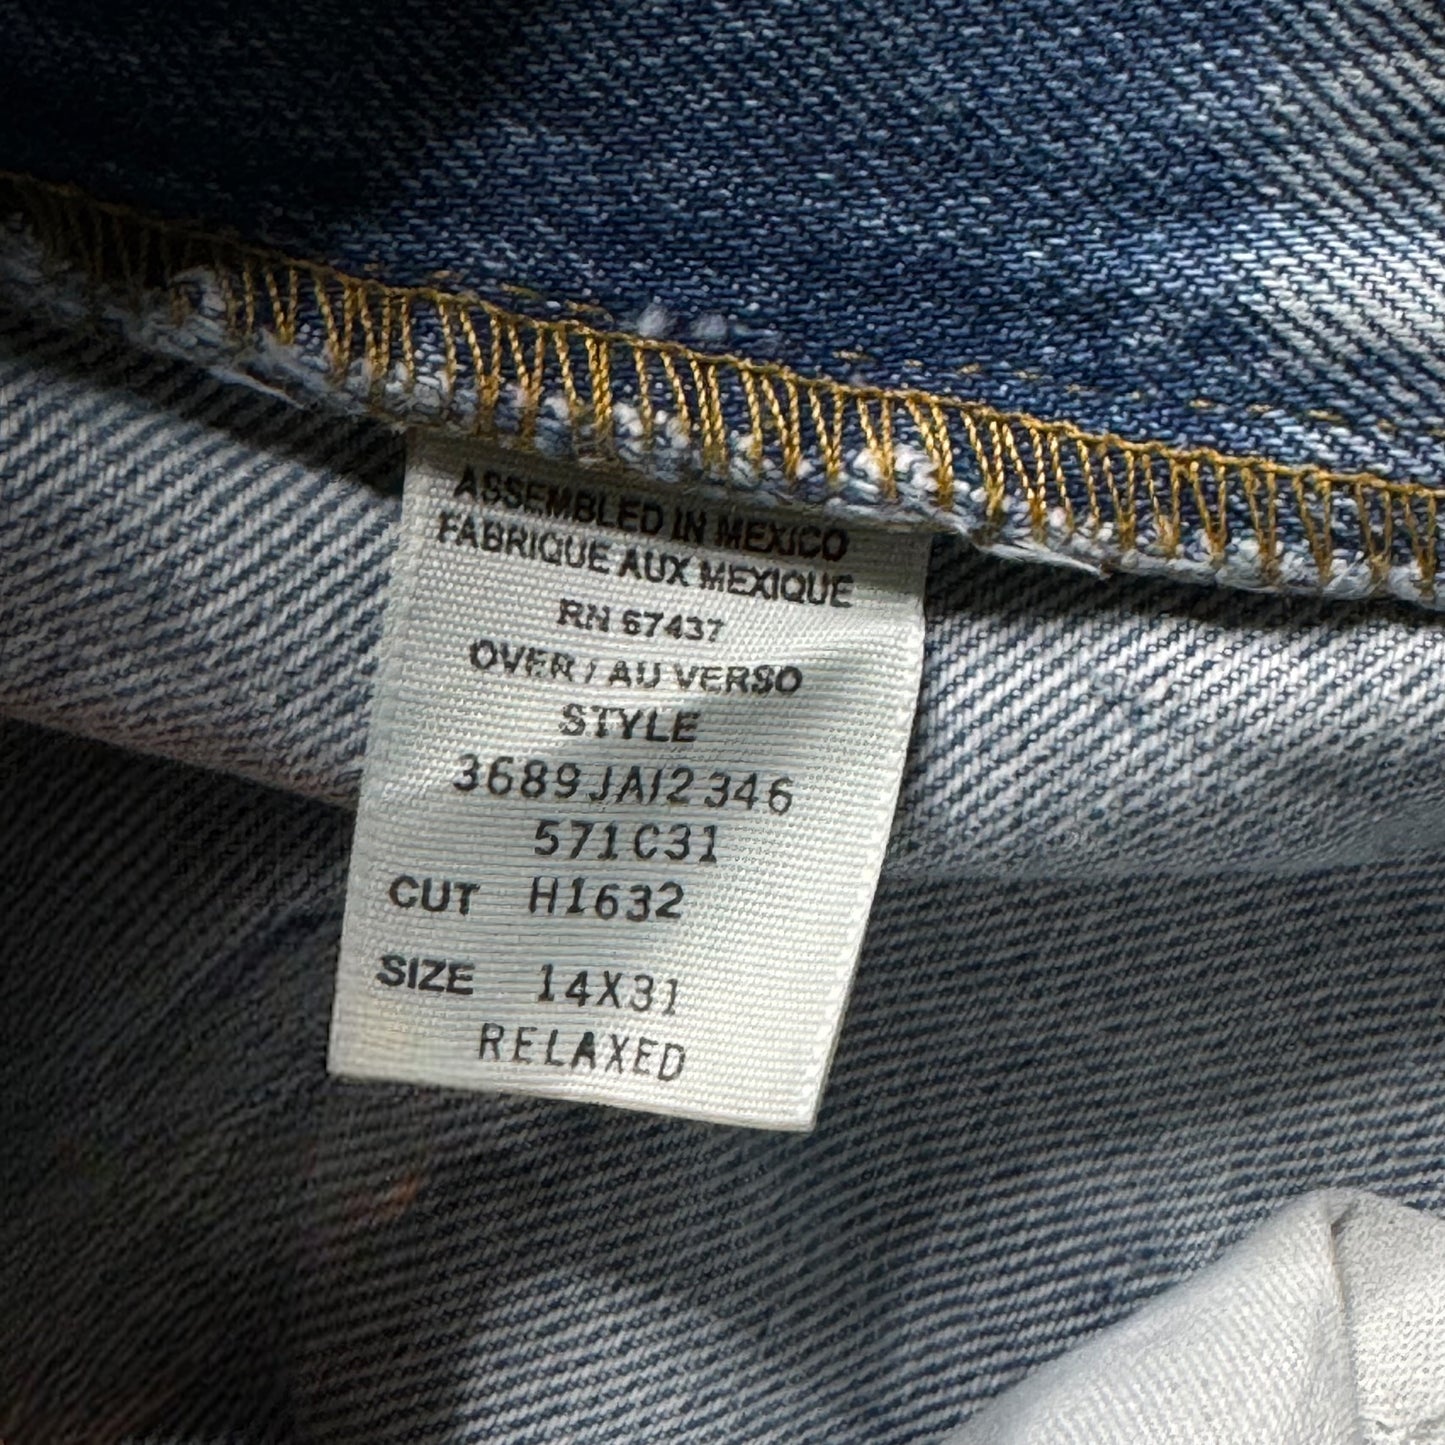 ASSEMBLED IN MEXICO
FABRIQUE AUX MEXIQUE
RN 67437
OVER / AU VERSO
STYLE
3689JAI2346
571C31
CUT H1632
SIZE 14X31
RELAXED